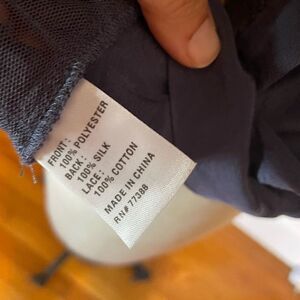 FRONT:
100% POLYESTER
BACK:
100% SILK
LACE:
100% COTTON
MADE IN CHINA
RN# 77388